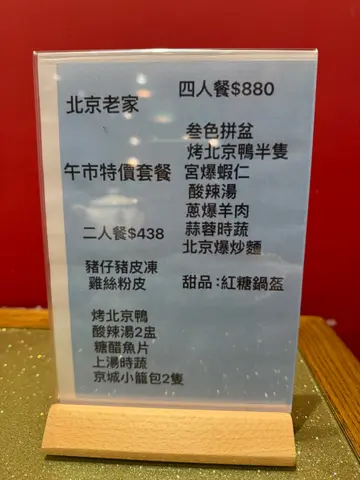 北京老家
午市特價套餐
二人餐$438
豬仔豬皮凍
雞絲粉皮
烤北京鴨
酸辣湯2盅
糖醋魚片
上湯時蔬
京城小籠包2隻
四人餐$880
叁色拼盆
烤北京鴨半隻
宮爆蝦仁
酸辣湯
蔥爆羊肉
蒜蓉時蔬
北京爆炒麵
甜品：紅糖鍋盔